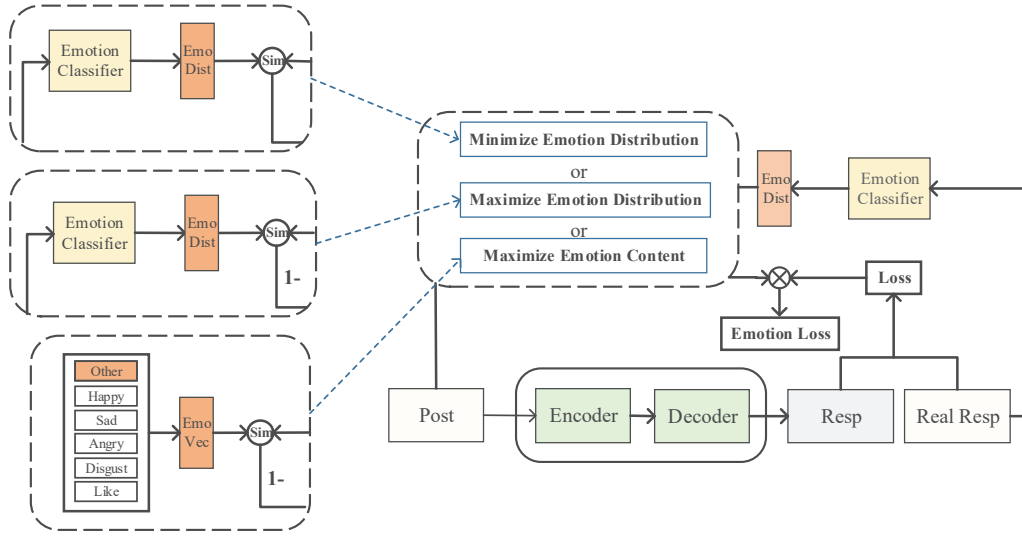 Emotion
Classifier
Emo
Dist
Sim
Emotion
Classifier
Emo
Dist
Sim
1-
Other
Happy
Sad
Angry
Disgust
Like
Emo
Vec
Sim
1-
Minimize Emotion Distribution
or
Maximize Emotion Distribution
or
Maximize Emotion Content
Emo
Dist
Emotion
Classifier
Loss
Emotion Loss
Post
Encoder
Decoder
Resp
Real Resp